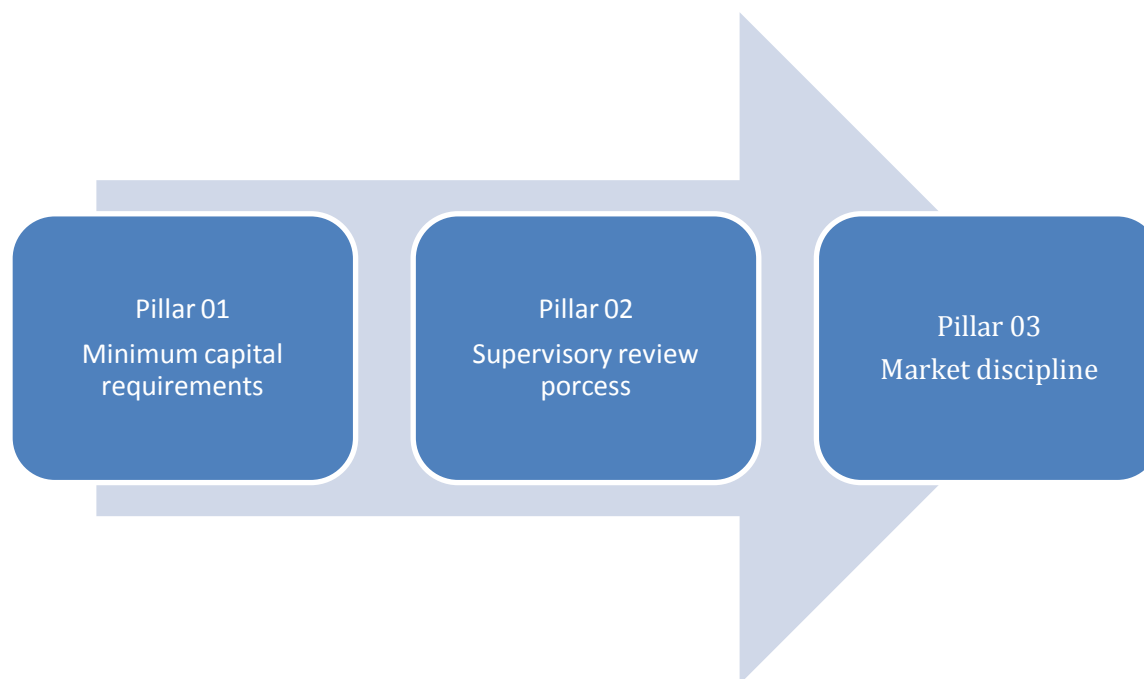 Pillar 01
Minimum capital
requirements
Pillar 02
Supervisory review
porcess
Pillar 03
Market discipline